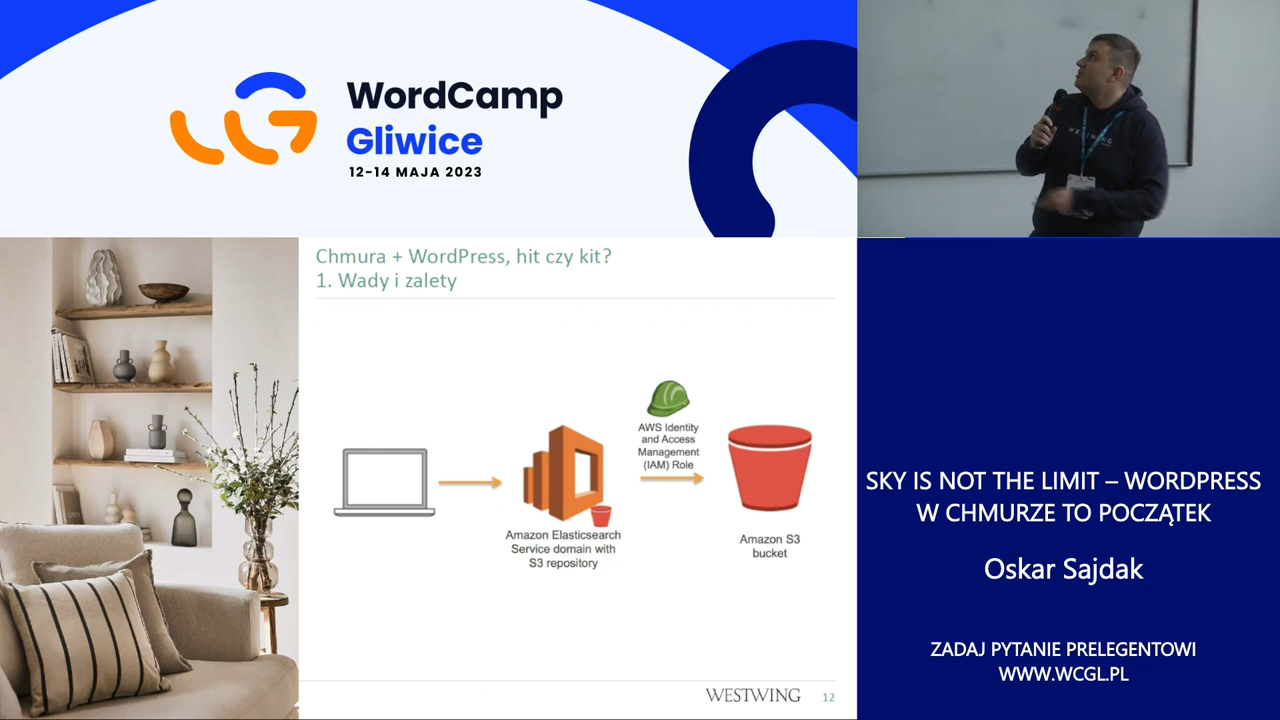 WordCamp
Gliwice
12-14 MAJA 2023
WESTWING
Chmura + WordPress, hit czy kit?
1. Wady i zalety
AWS Identity
and Access
Management
(IAM) Role
Amazon Elasticsearch
Service domain with
S3 repository
Amazon S3
bucket
WESTWING
12
SKY IS NOT THE LIMIT – WORDPRESS
W CHMURZE TO POCZĄTEK
Oskar Sajdak
ZADAJ PYTANIE PRELEGENTOWI
WWW.WCGL.PL